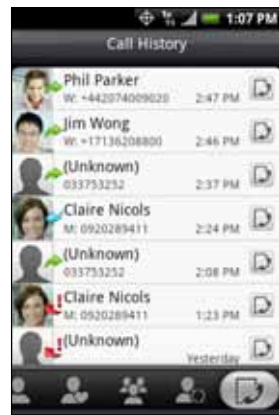 1:07 PM
Call History
Phil Parker
W: +442074009020 2:47 PM
Jim Wong
W: +17136208800 2:46 PM
(Unknown)
033753252 2:37 PM
Claire Nicols
M: 0920289411 2:24 PM
(Unknown)
033753252 2:08 PM
Claire Nicols
M: 0920289411 1:23 PM
(Unknown)
Yesterday